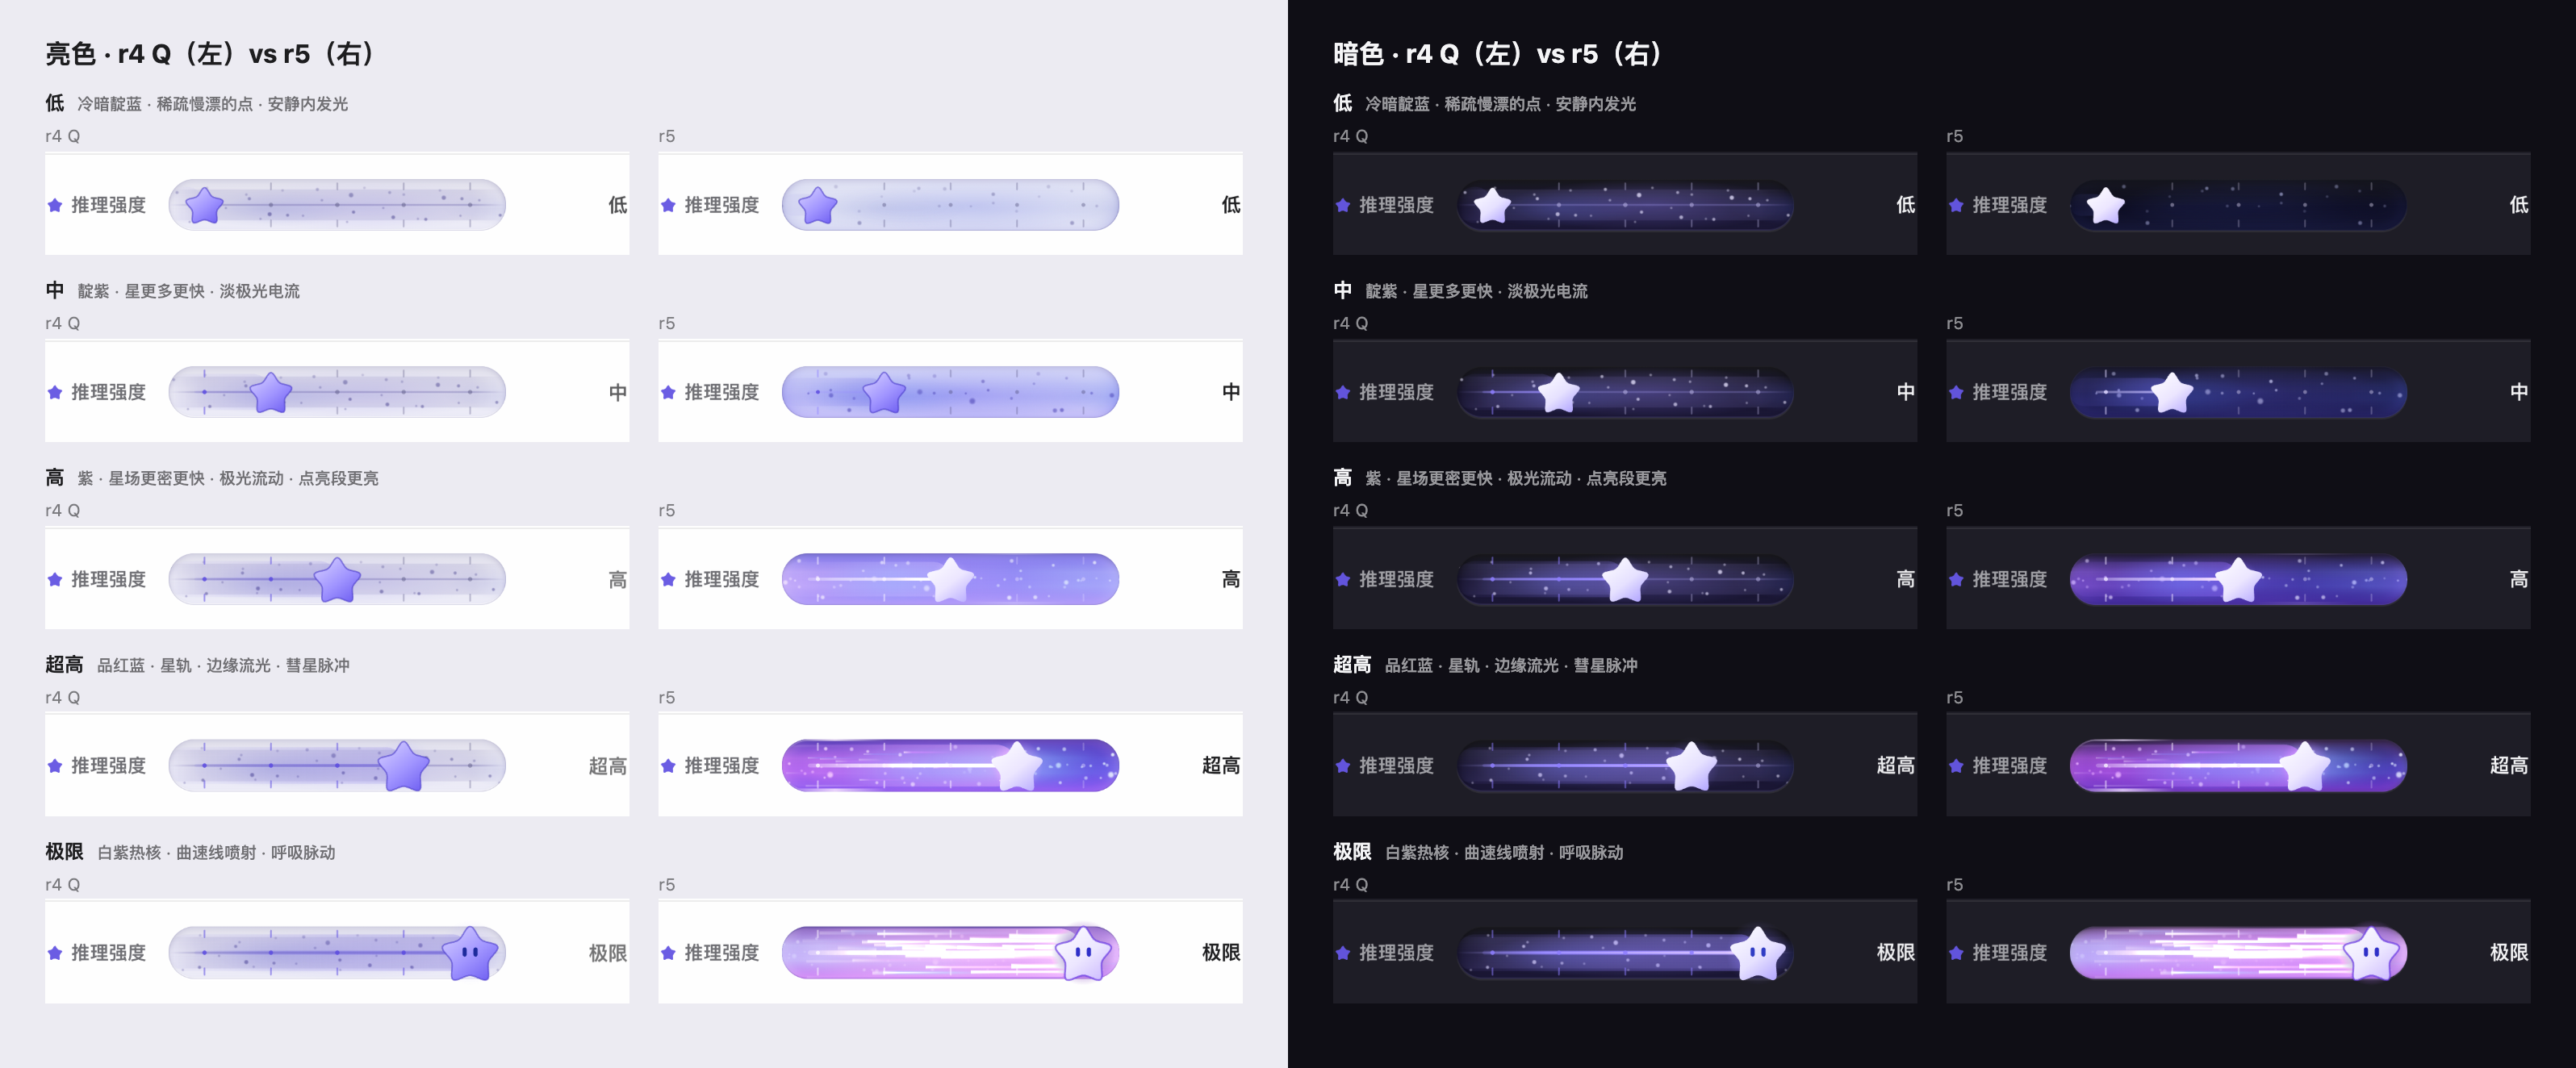 亮色 · r4 Q（左）vs r5（右）
低 冷暗靛蓝 · 稀疏慢漂的点 · 安静内发光
r4 Q r5
推理强度 低 推理强度 低
中 靛紫 · 星更多更快 · 淡极光电流
r4 Q r5
推理强度 中 推理强度 中
高 紫 · 星场更密更快 · 极光流动 · 点亮段更亮
r4 Q r5
推理强度 高 推理强度 高
超高 品红蓝 · 星轨 · 边缘流光 · 彗星脉冲
r4 Q r5
推理强度 超高 推理强度 超高
极限 白紫热核 · 曲速线喷射 · 呼吸脉动
r4 Q r5
推理强度 极限 推理强度 极限
暗色 · r4 Q（左）vs r5（右）
低 冷暗靛蓝 · 稀疏慢漂的点 · 安静内发光
r4 Q r5
推理强度 低 推理强度 低
中 靛紫 · 星更多更快 · 淡极光电流
r4 Q r5
推理强度 中 推理强度 中
高 紫 · 星场更密更快 · 极光流动 · 点亮段更亮
r4 Q r5
推理强度 高 推理强度 高
超高 品红蓝 · 星轨 · 边缘流光 · 彗星脉冲
r4 Q r5
推理强度 超高 推理强度 超高
极限 白紫热核 · 曲速线喷射 · 呼吸脉动
r4 Q r5
推理强度 极限 推理强度 极限